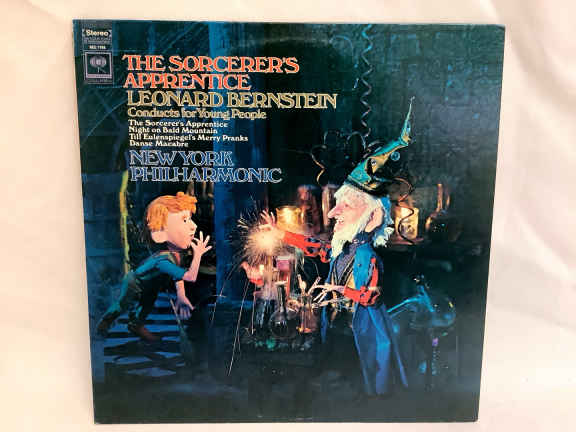 Stereo
THE SORCERER'S
APPRENTICE
LEONARD BERNSTEIN
Conducts for Young People
The Sorcerer's Apprentice
Night on Bald Mountain
Till Eulenspiegel's Merry Pranks
Danse Macabre
NEW YORK
PHILHARMONIC